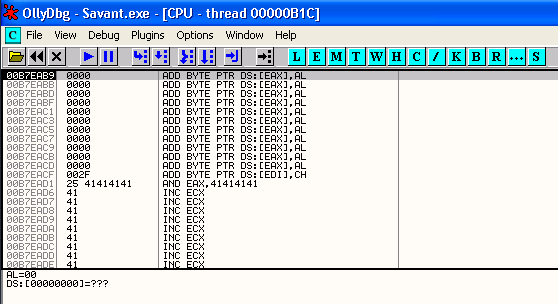 OllyDbg - Savant.exe - [CPU - thread 00000B1C]
C File View Debug Plugins Options Window Help
L E M T W H C / K B R ... S
00B7EAB9 0000 ADD BYTE PTR DS:[EAX],AL
00B7EABB 0000 ADD BYTE PTR DS:[EAX],AL
00B7EABD 0000 ADD BYTE PTR DS:[EAX],AL
00B7EABF 0000 ADD BYTE PTR DS:[EAX],AL
00B7EAC1 0000 ADD BYTE PTR DS:[EAX],AL
00B7EAC3 0000 ADD BYTE PTR DS:[EAX],AL
00B7EAC5 0000 ADD BYTE PTR DS:[EAX],AL
00B7EAC7 0000 ADD BYTE PTR DS:[EAX],AL
00B7EAC9 0000 ADD BYTE PTR DS:[EAX],AL
00B7EACB 0000 ADD BYTE PTR DS:[EAX],AL
00B7EACD 0000 ADD BYTE PTR DS:[EAX],AL
00B7EACF 002F ADD BYTE PTR DS:[EDI],CH
00B7EAD1 25 41414141 AND EAX,41414141
00B7EAD6 41 INC ECX
00B7EAD7 41 INC ECX
00B7EAD8 41 INC ECX
00B7EAD9 41 INC ECX
00B7EADA 41 INC ECX
00B7EADB 41 INC ECX
00B7EADC 41 INC ECX
00B7EADD 41 INC ECX
00B7EADE 41 INC ECX
AL=00
DS:[00000000]=???